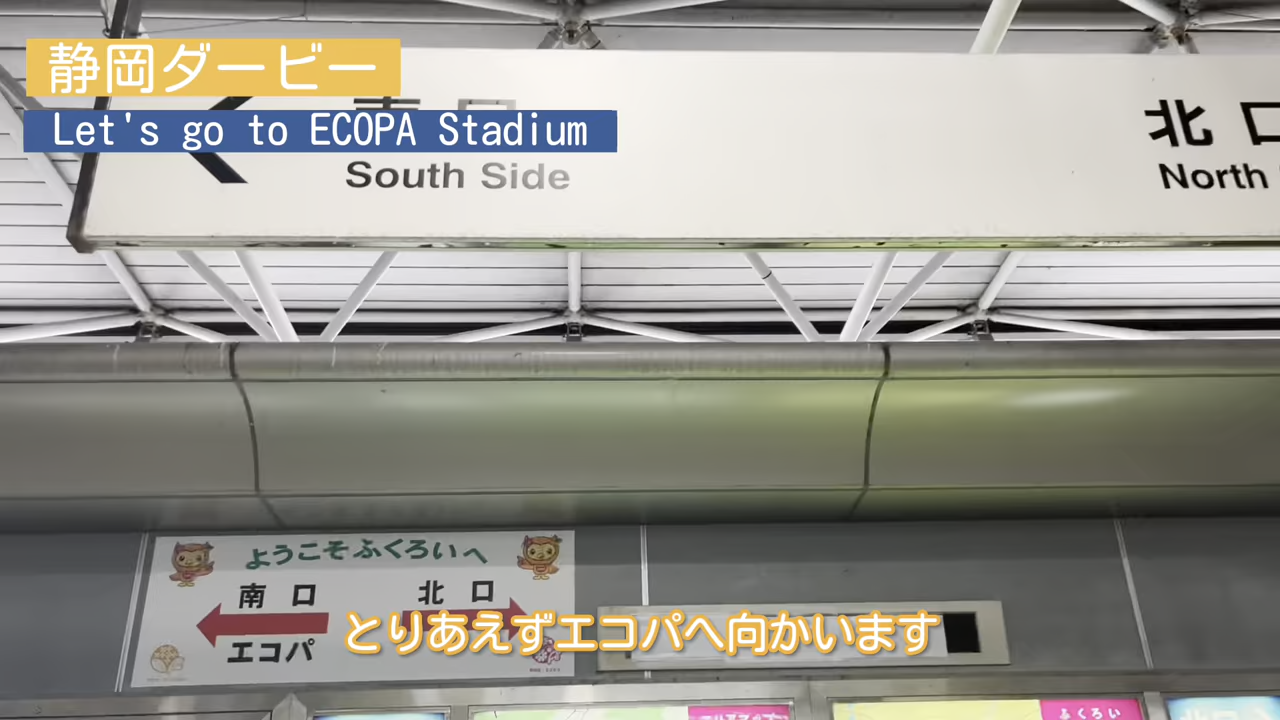 静岡ダービー
Let's go to ECOPA Stadium
南口
北口
South Side
North
ようこそふくろいへ
南口
北口
エコパ
とりあえずエコパへ向かいます
ふくろい